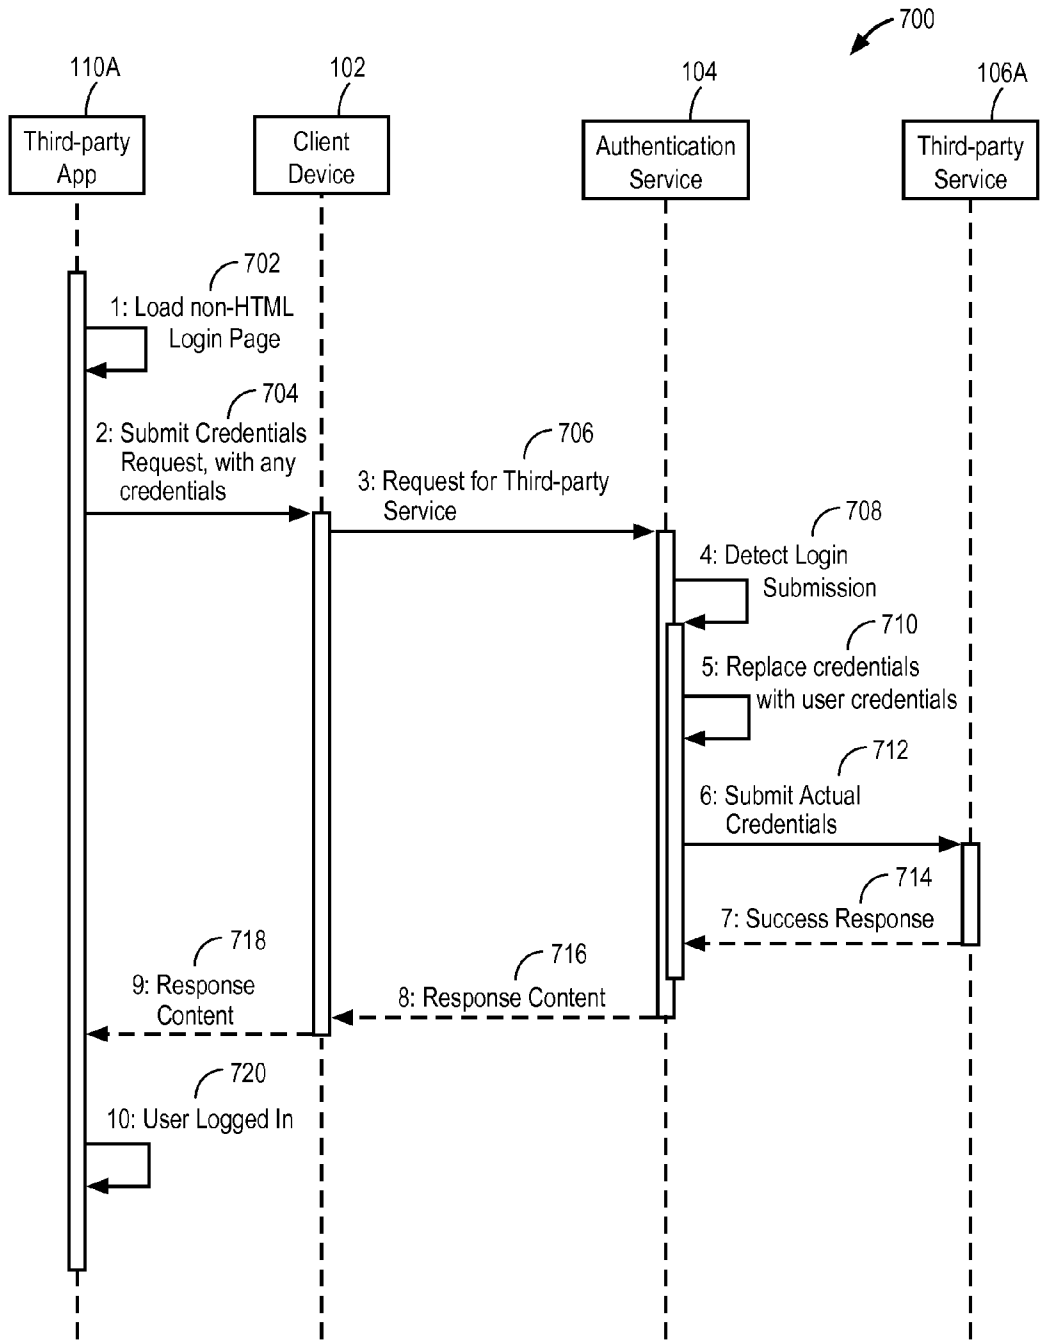 700
110A
102
104
106A
Third-party
App
Client
Device
Authentication
Service
Third-party
Service
702
1: Load non-HTML
Login Page
704
2: Submit Credentials
Request, with any
credentials
706
3: Request for Third-party
Service
708
4: Detect Login
Submission
710
5: Replace credentials
with user credentials
712
6: Submit Actual
Credentials
714
7: Success Response
716
8: Response Content
718
9: Response
Content
720
10: User Logged In